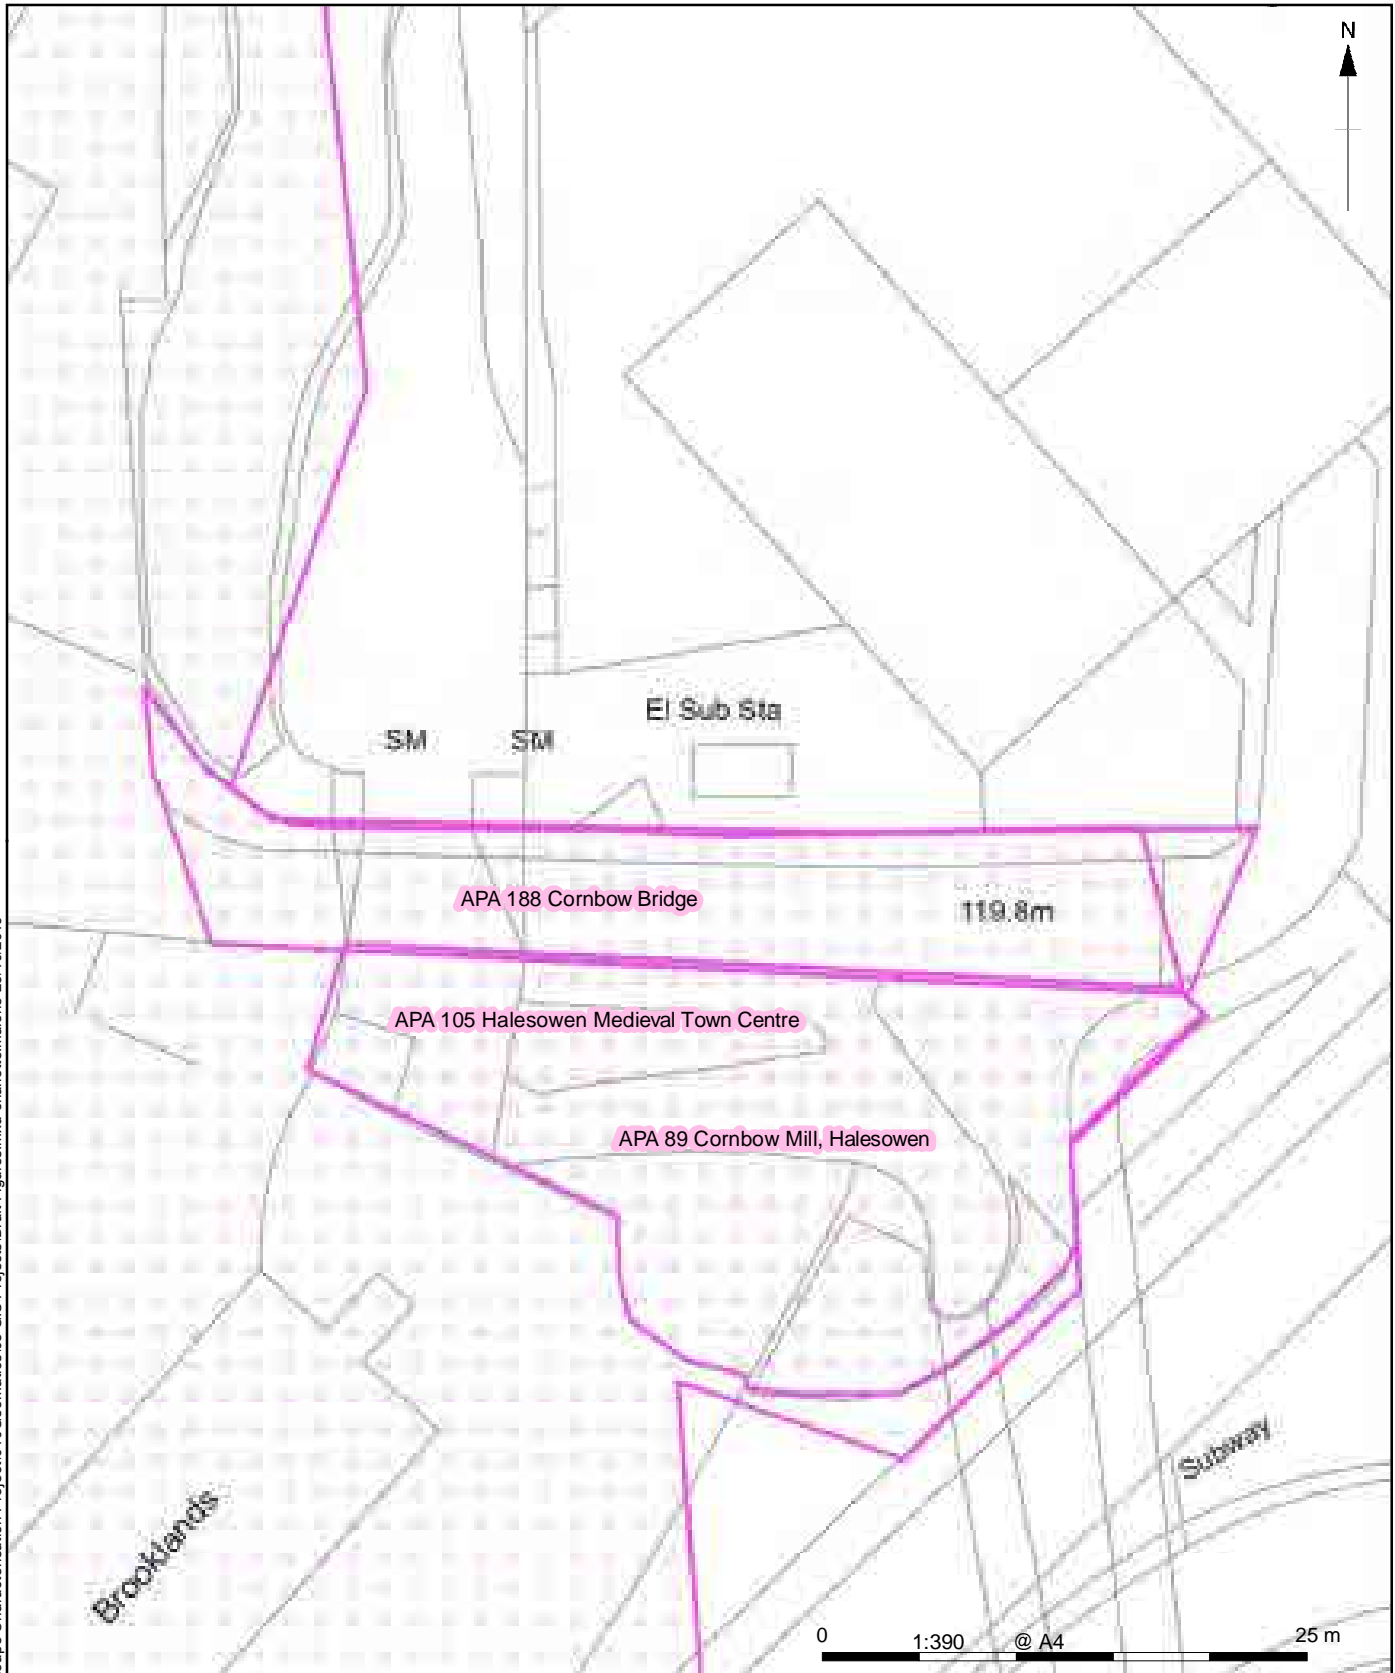 N
El Sub Sta
SM
SM
APA 188 Cornbow Bridge
119.8m
APA 105 Halesowen Medieval Town Centre
APA 89 Cornbow Mill, Halesowen
Subway
Brooklands
0 1:390 @ A4 25 m